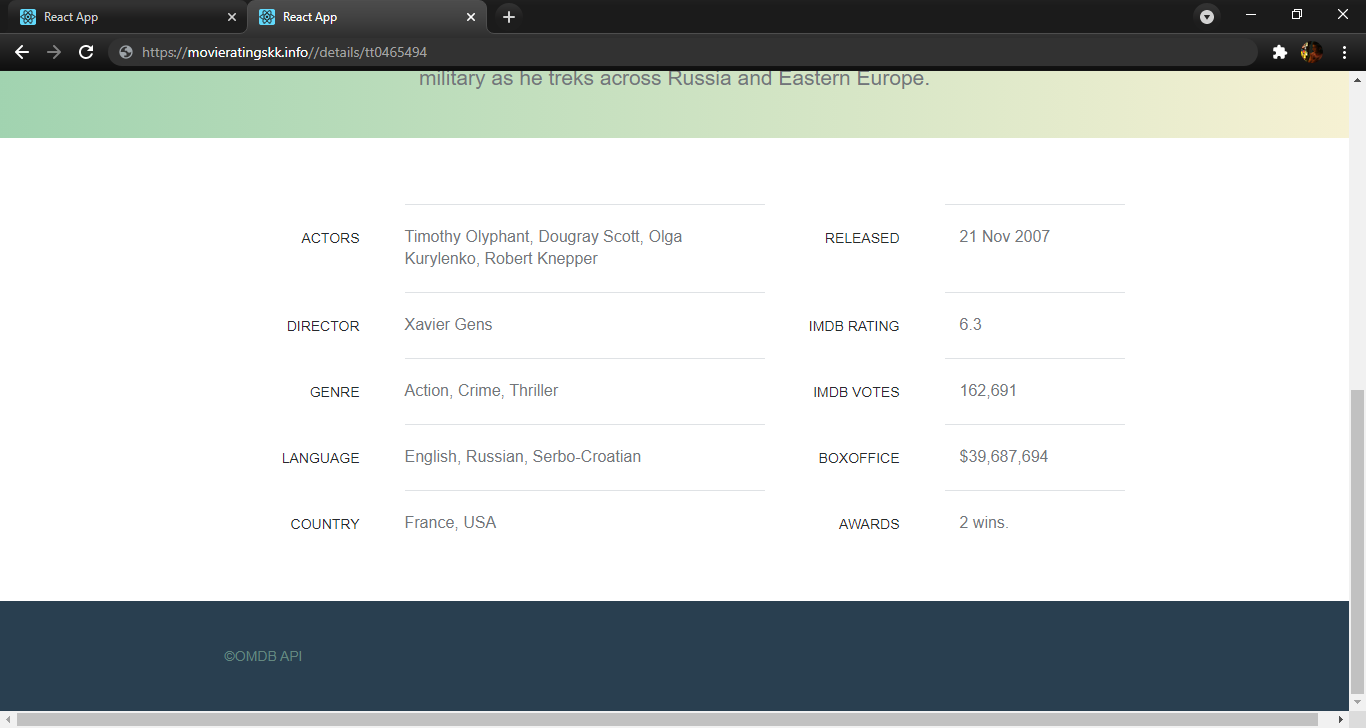 React App
React App
https://movieratingskk.info//details/tt0465494
military as he treks across Russia and Eastern Europe.
ACTORS
Timothy Olyphant, Dougray Scott, Olga
Kurylenko, Robert Knepper
RELEASED
21 Nov 2007
DIRECTOR
Xavier Gens
IMDB RATING
6.3
GENRE
Action, Crime, Thriller
IMDB VOTES
162,691
LANGUAGE
English, Russian, Serbo-Croatian
BOXOFFICE
$39,687,694
COUNTRY
France, USA
AWARDS
2 wins.
©OMDB API